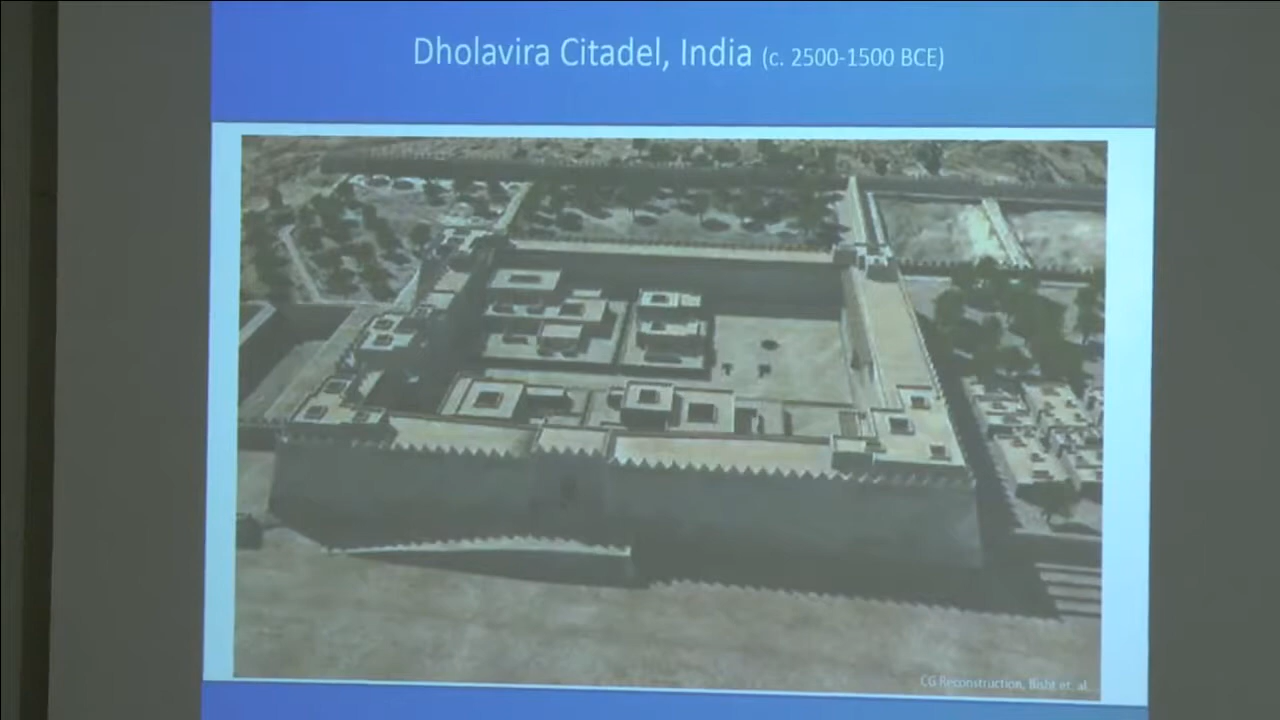 Dholavira Citadel, India (c. 2500-1500 BCE)
CG Reconstruction, Bisht et. al.